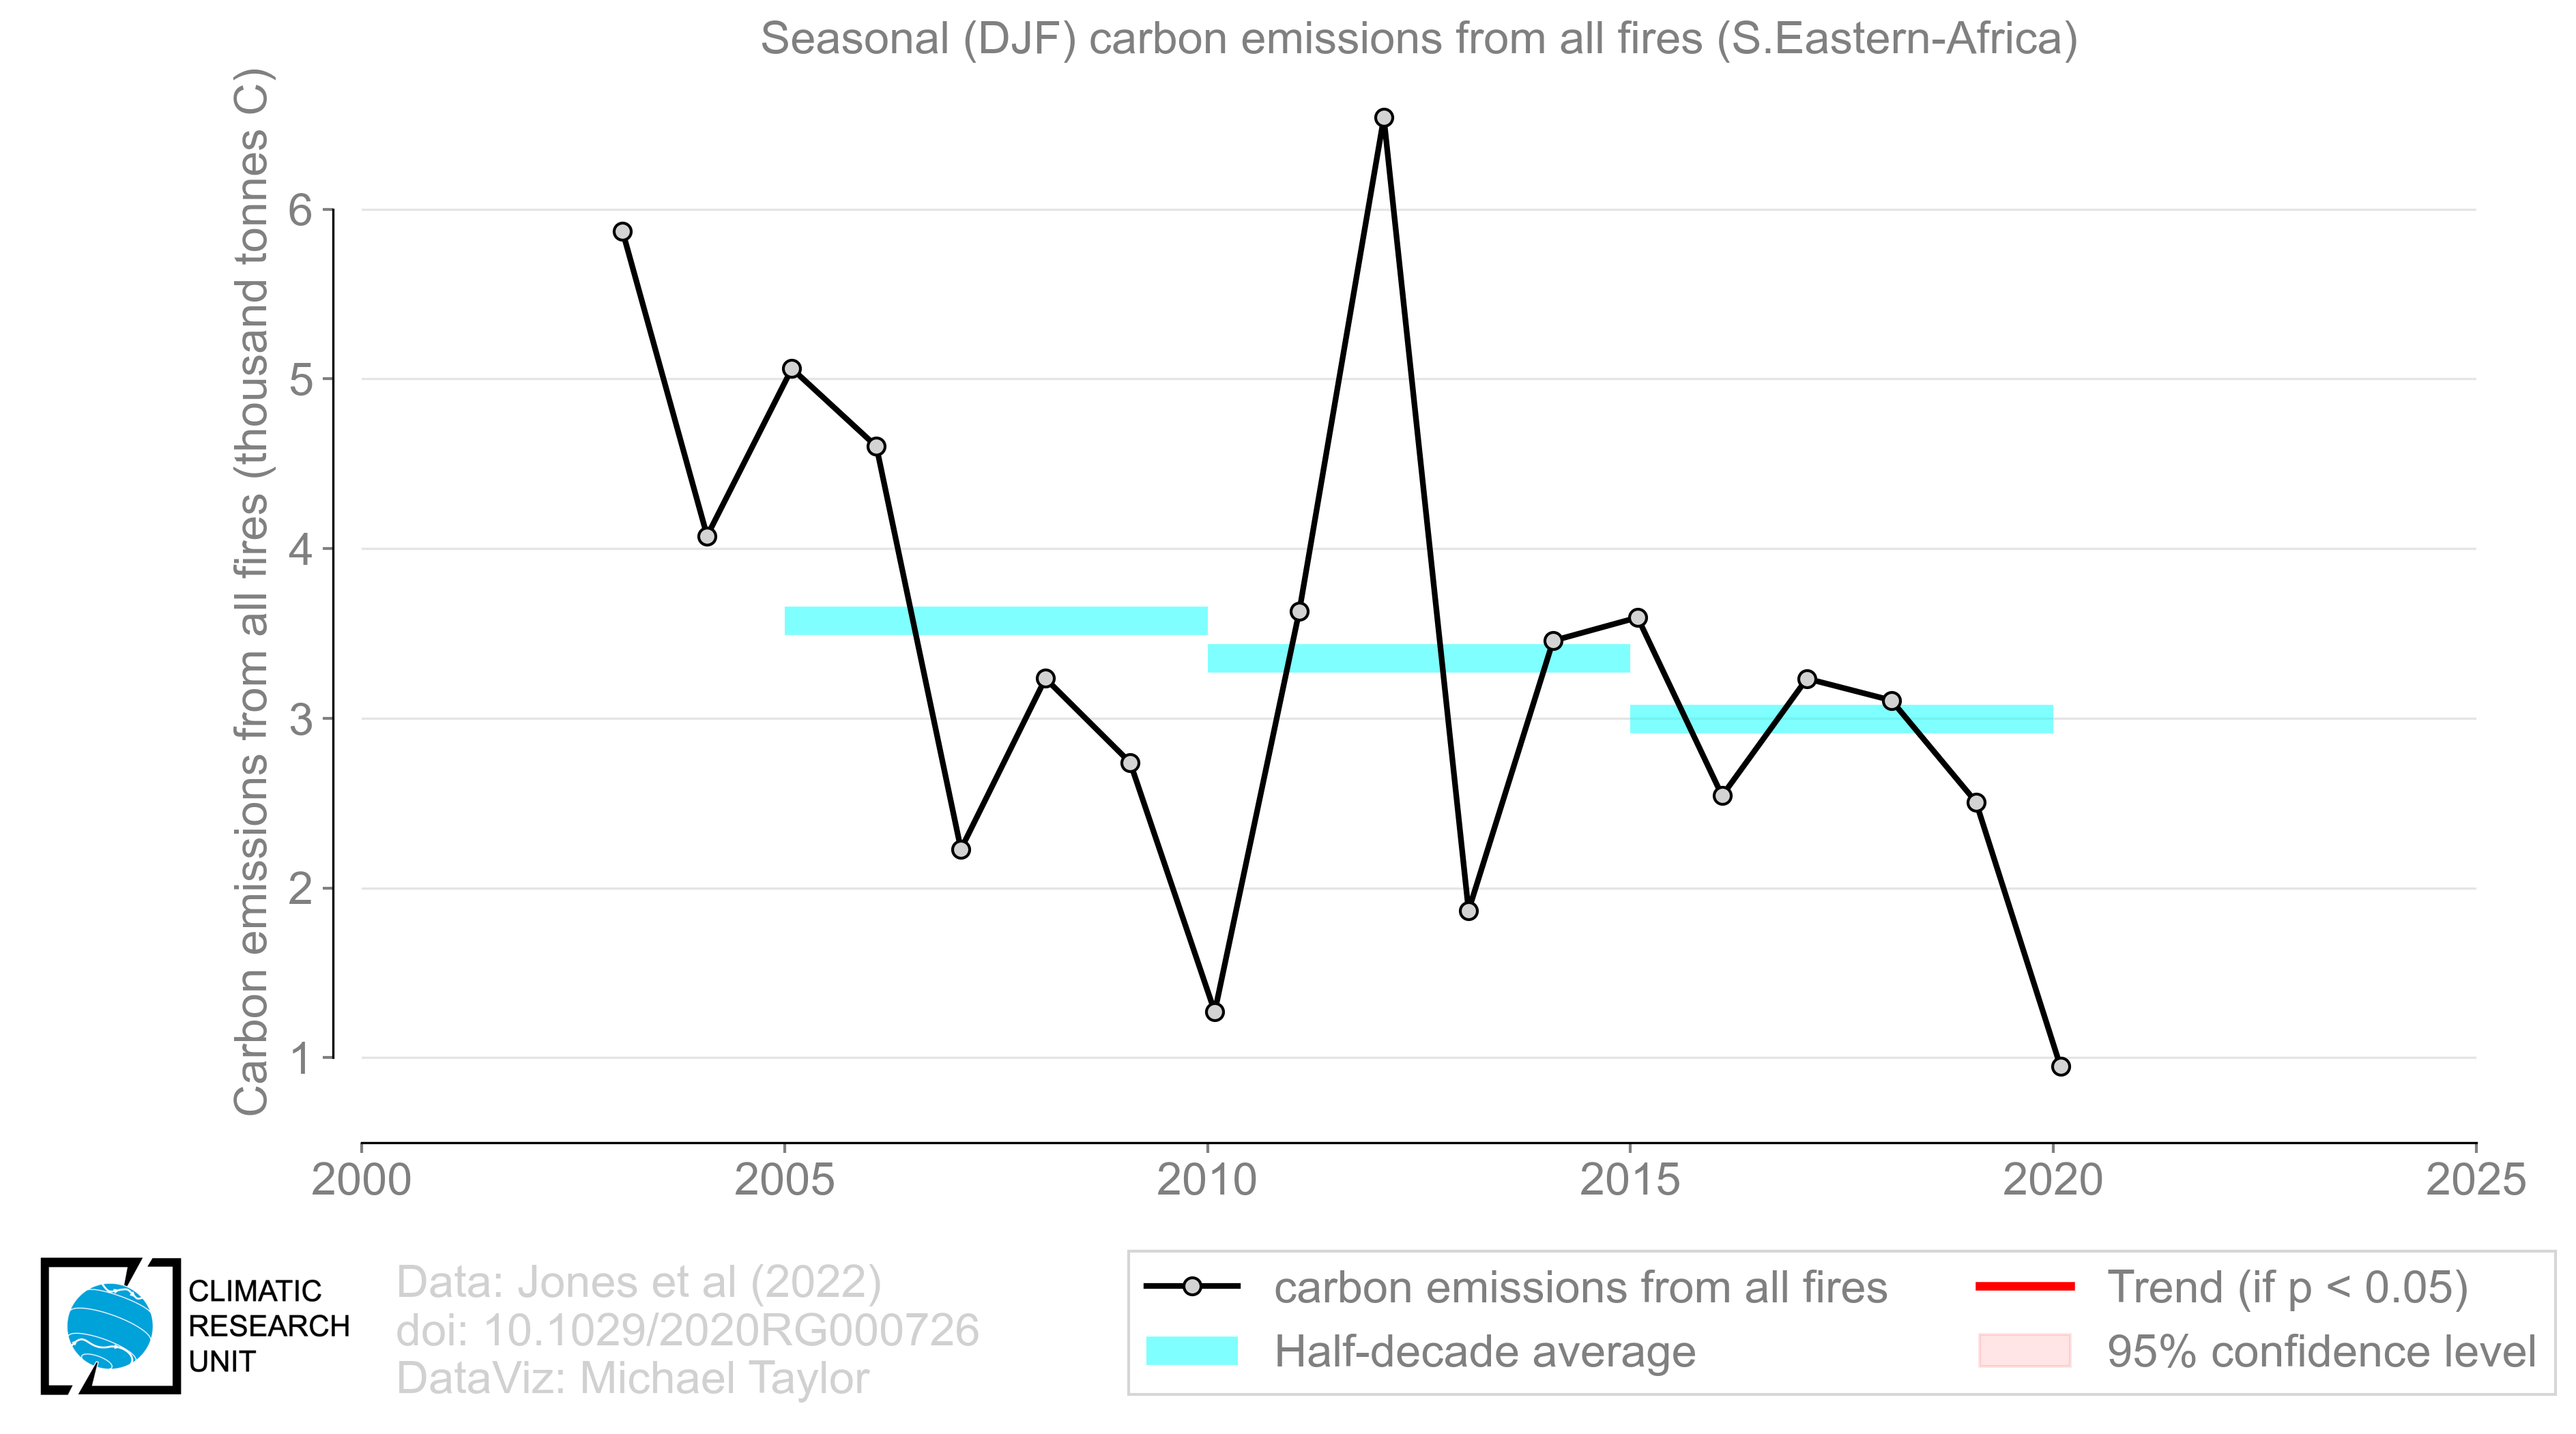 Seasonal (DJF) carbon emissions from all fires (S.Eastern-Africa)
Carbon emissions from all fires (thousand tonnes C)
6
5
4
3
2
1
2000 2005 2010 2015 2020 2025
CLIMATIC
RESEARCH
UNIT
Data: Jones et al (2022)
doi: 10.1029/2020RG000726
DataViz: Michael Taylor
carbon emissions from all fires
Half-decade average
Trend (if p < 0.05)
95% confidence level